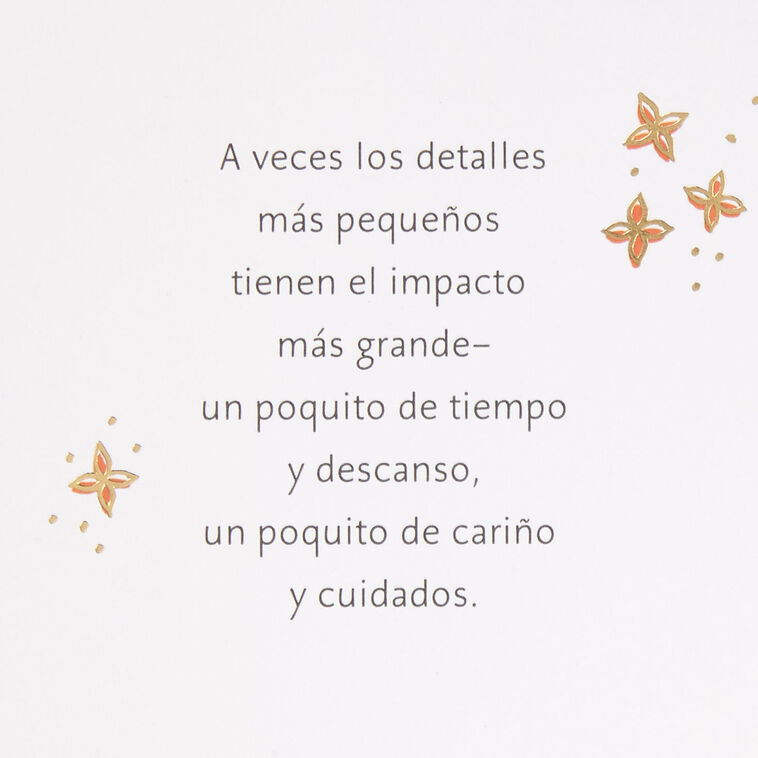 A veces los detalles
más pequeños
tienen el impacto
más grande–
un poquito de tiempo
y descanso,
un poquito de cariño
y cuidados.